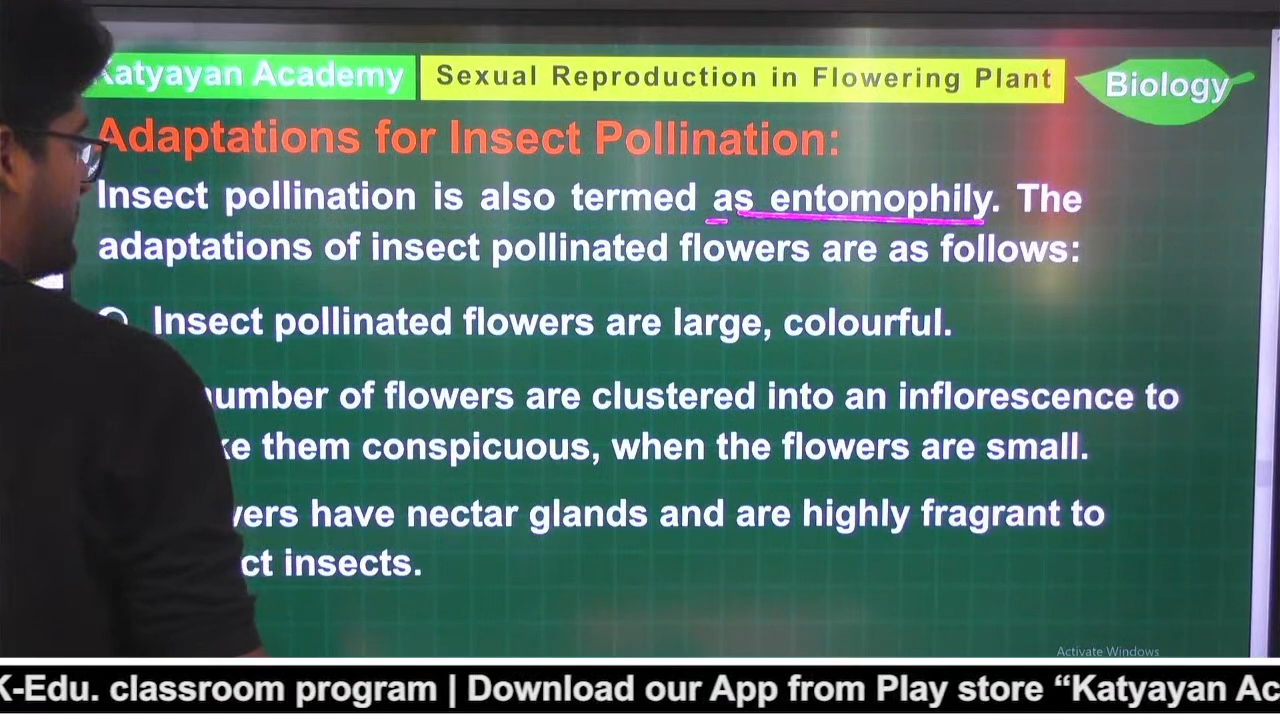 Katyayan Academy
Sexual Reproduction in Flowering Plant
Biology
Adaptations for Insect Pollination:
Insect pollination is also termed as entomophily. The
adaptations of insect pollinated flowers are as follows:
Insect pollinated flowers are large, colourful.
number of flowers are clustered into an inflorescence to
them conspicuous, when the flowers are small.
have nectar glands and are highly fragrant to
insects.
Activate Windows
K-Edu. classroom program | Download our App from Play store “Katyayan